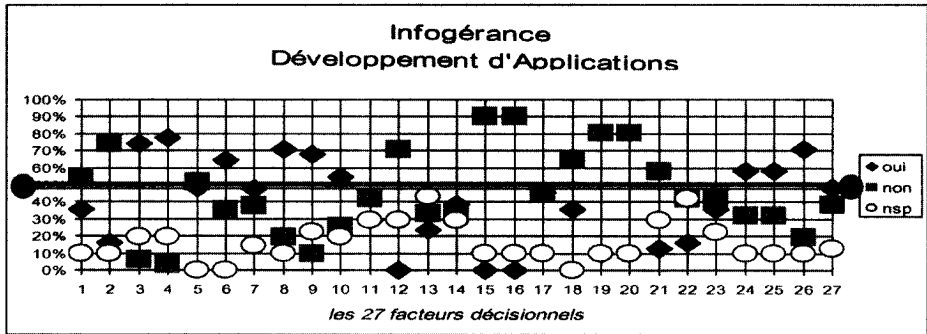 Infogérance
Développement d'Applications
100%
90%
80%
70%
60%
50%
40%
30%
20%
10%
0%
1 2 3 4 5 6 7 8 9 10 11 12 13 14 15 16 17 18 19 20 21 22 23 24 25 26 27
les 27 facteurs décisionnels
oui
non
nsp